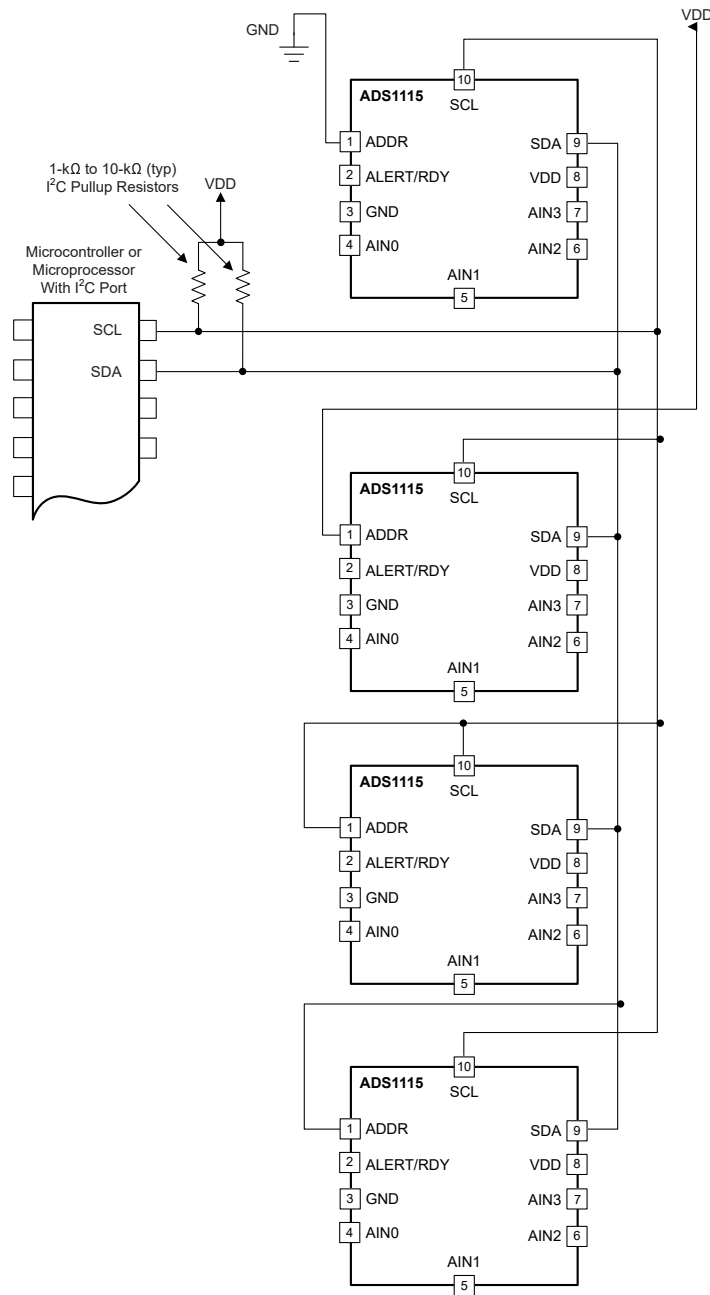 GND
VDD
10
ADS1115
SCL
1 ADDR
SDA 9
2 ALERT/RDY
VDD 8
3 GND
AIN3 7
4 AIN0
AIN2 6
AIN1
5
1-kΩ to 10-kΩ (typ)
I²C Pullup Resistors
VDD
Microcontroller or
Microprocessor
With I²C Port
SCL
SDA
10
ADS1115
SCL
1 ADDR
SDA 9
2 ALERT/RDY
VDD 8
3 GND
AIN3 7
4 AIN0
AIN2 6
AIN1
5
10
ADS1115
SCL
1 ADDR
SDA 9
2 ALERT/RDY
VDD 8
3 GND
AIN3 7
4 AIN0
AIN2 6
AIN1
5
10
ADS1115
SCL
1 ADDR
SDA 9
2 ALERT/RDY
VDD 8
3 GND
AIN3 7
4 AIN0
AIN2 6
AIN1
5